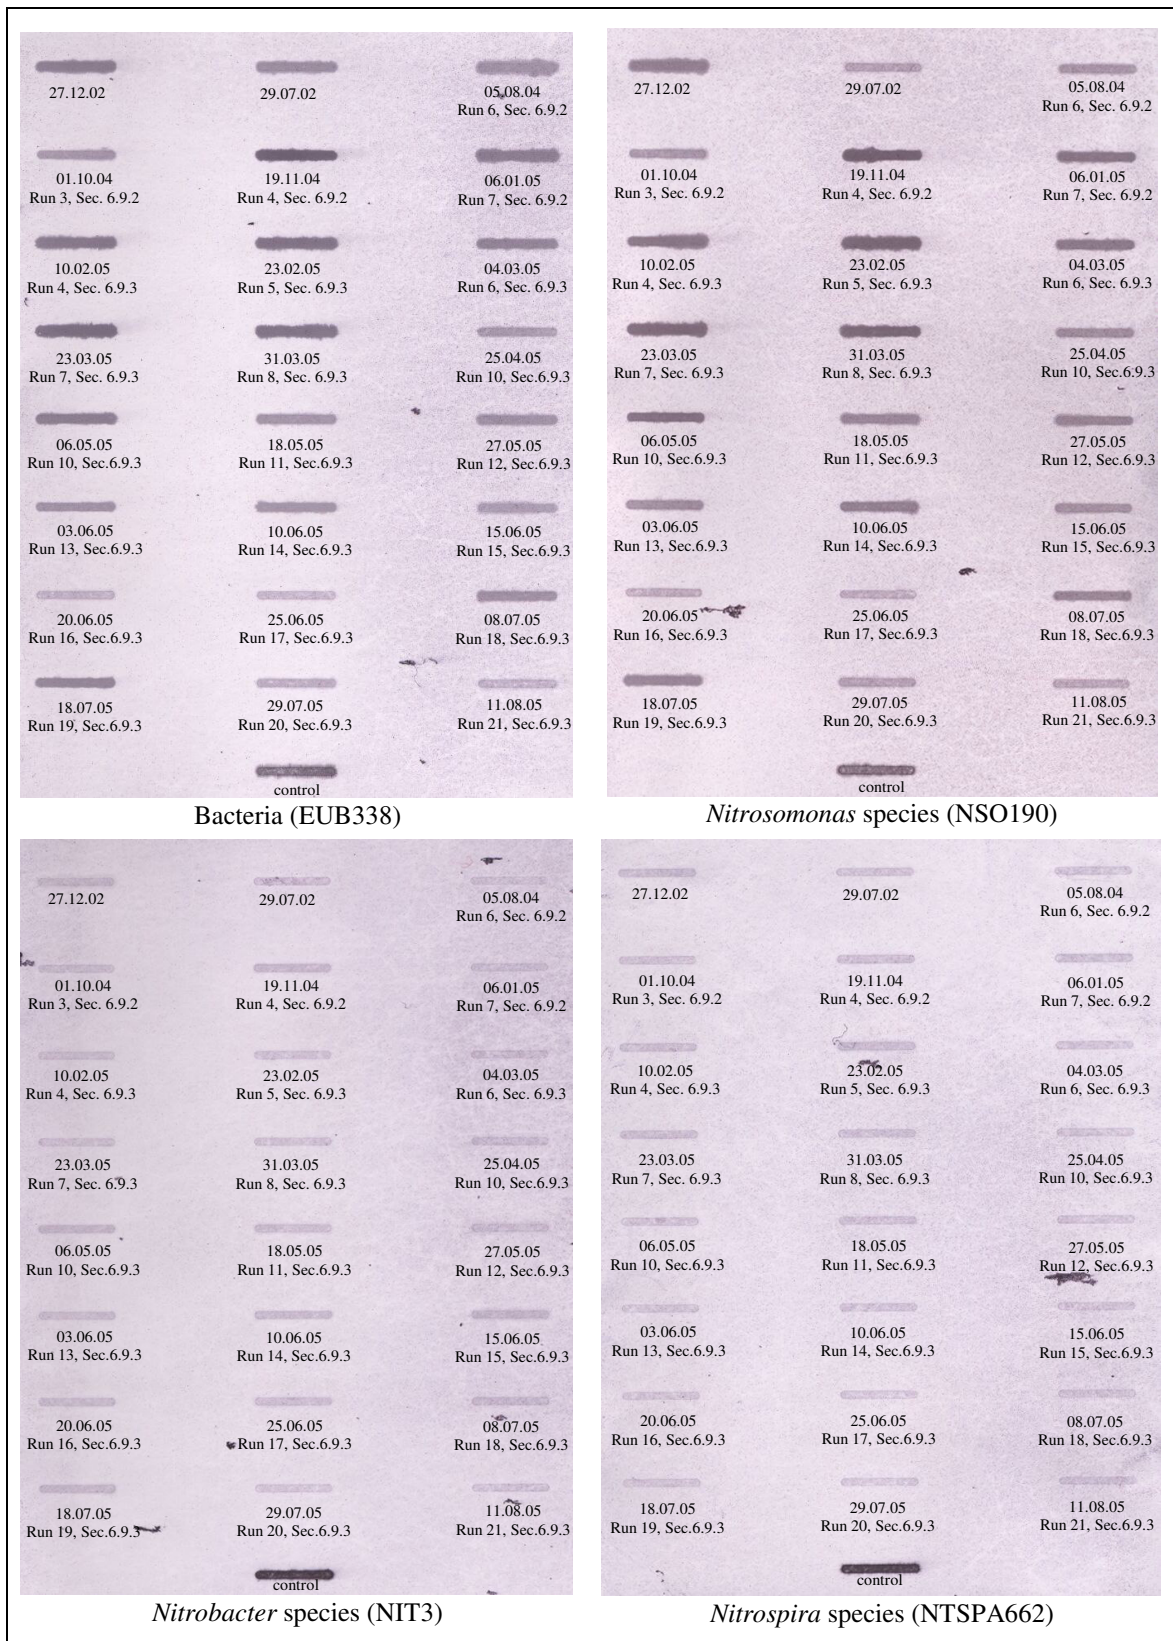 27.12.02 29.07.02 05.08.04
Run 6, Sec. 6.9.2
01.10.04 19.11.04 06.01.05
Run 3, Sec. 6.9.2 Run 4, Sec. 6.9.2 Run 7, Sec. 6.9.2
10.02.05 23.02.05 04.03.05
Run 4, Sec. 6.9.3 Run 5, Sec. 6.9.3 Run 6, Sec. 6.9.3
23.03.05 31.03.05 25.04.05
Run 7, Sec. 6.9.3 Run 8, Sec. 6.9.3 Run 10, Sec.6.9.3
06.05.05 18.05.05 27.05.05
Run 10, Sec.6.9.3 Run 11, Sec.6.9.3 Run 12, Sec.6.9.3
03.06.05 10.06.05 15.06.05
Run 13, Sec.6.9.3 Run 14, Sec.6.9.3 Run 15, Sec.6.9.3
20.06.05 25.06.05 08.07.05
Run 16, Sec.6.9.3 Run 17, Sec.6.9.3 Run 18, Sec.6.9.3
18.07.05 29.07.05 11.08.05
Run 19, Sec.6.9.3 Run 20, Sec.6.9.3 Run 21, Sec.6.9.3
control
Bacteria (EUB338)
27.12.02 29.07.02 05.08.04
Run 6, Sec. 6.9.2
01.10.04 19.11.04 06.01.05
Run 3, Sec. 6.9.2 Run 4, Sec. 6.9.2 Run 7, Sec. 6.9.2
10.02.05 23.02.05 04.03.05
Run 4, Sec. 6.9.3 Run 5, Sec. 6.9.3 Run 6, Sec. 6.9.3
23.03.05 31.03.05 25.04.05
Run 7, Sec. 6.9.3 Run 8, Sec. 6.9.3 Run 10, Sec.6.9.3
06.05.05 18.05.05 27.05.05
Run 10, Sec.6.9.3 Run 11, Sec.6.9.3 Run 12, Sec.6.9.3
03.06.05 10.06.05 15.06.05
Run 13, Sec.6.9.3 Run 14, Sec.6.9.3 Run 15, Sec.6.9.3
20.06.05 25.06.05 08.07.05
Run 16, Sec.6.9.3 Run 17, Sec.6.9.3 Run 18, Sec.6.9.3
18.07.05 29.07.05 11.08.05
Run 19, Sec.6.9.3 Run 20, Sec.6.9.3 Run 21, Sec.6.9.3
control
Nitrosomonas species (NSO190)
27.12.02 29.07.02 05.08.04
Run 6, Sec. 6.9.2
01.10.04 19.11.04 06.01.05
Run 3, Sec. 6.9.2 Run 4, Sec. 6.9.2 Run 7, Sec. 6.9.2
10.02.05 23.02.05 04.03.05
Run 4, Sec. 6.9.3 Run 5, Sec. 6.9.3 Run 6, Sec. 6.9.3
23.03.05 31.03.05 25.04.05
Run 7, Sec. 6.9.3 Run 8, Sec. 6.9.3 Run 10, Sec.6.9.3
06.05.05 18.05.05 27.05.05
Run 10, Sec.6.9.3 Run 11, Sec.6.9.3 Run 12, Sec.6.9.3
03.06.05 10.06.05 15.06.05
Run 13, Sec.6.9.3 Run 14, Sec.6.9.3 Run 15, Sec.6.9.3
20.06.05 25.06.05 08.07.05
Run 16, Sec.6.9.3 Run 17, Sec.6.9.3 Run 18, Sec.6.9.3
18.07.05 29.07.05 11.08.05
Run 19, Sec.6.9.3 Run 20, Sec.6.9.3 Run 21, Sec.6.9.3
control
Nitrobacter species (NIT3)
27.12.02 29.07.02 05.08.04
Run 6, Sec. 6.9.2
01.10.04 19.11.04 06.01.05
Run 3, Sec. 6.9.2 Run 4, Sec. 6.9.2 Run 7, Sec. 6.9.2
10.02.05 23.02.05 04.03.05
Run 4, Sec. 6.9.3 Run 5, Sec. 6.9.3 Run 6, Sec. 6.9.3
23.03.05 31.03.05 25.04.05
Run 7, Sec. 6.9.3 Run 8, Sec. 6.9.3 Run 10, Sec.6.9.3
06.05.05 18.05.05 27.05.05
Run 10, Sec.6.9.3 Run 11, Sec.6.9.3 Run 12, Sec.6.9.3
03.06.05 10.06.05 15.06.05
Run 13, Sec.6.9.3 Run 14, Sec.6.9.3 Run 15, Sec.6.9.3
20.06.05 25.06.05 08.07.05
Run 16, Sec.6.9.3 Run 17, Sec.6.9.3 Run 18, Sec.6.9.3
18.07.05 29.07.05 11.08.05
Run 19, Sec.6.9.3 Run 20, Sec.6.9.3 Run 21, Sec.6.9.3
control
Nitrospira species (NTSPA662)